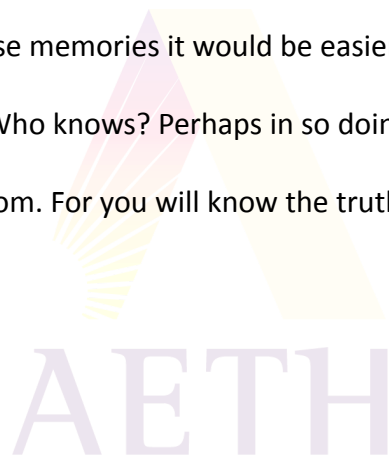 se memories it would be easie
Who knows? Perhaps in so doin
om. For you will know the truth
AETH